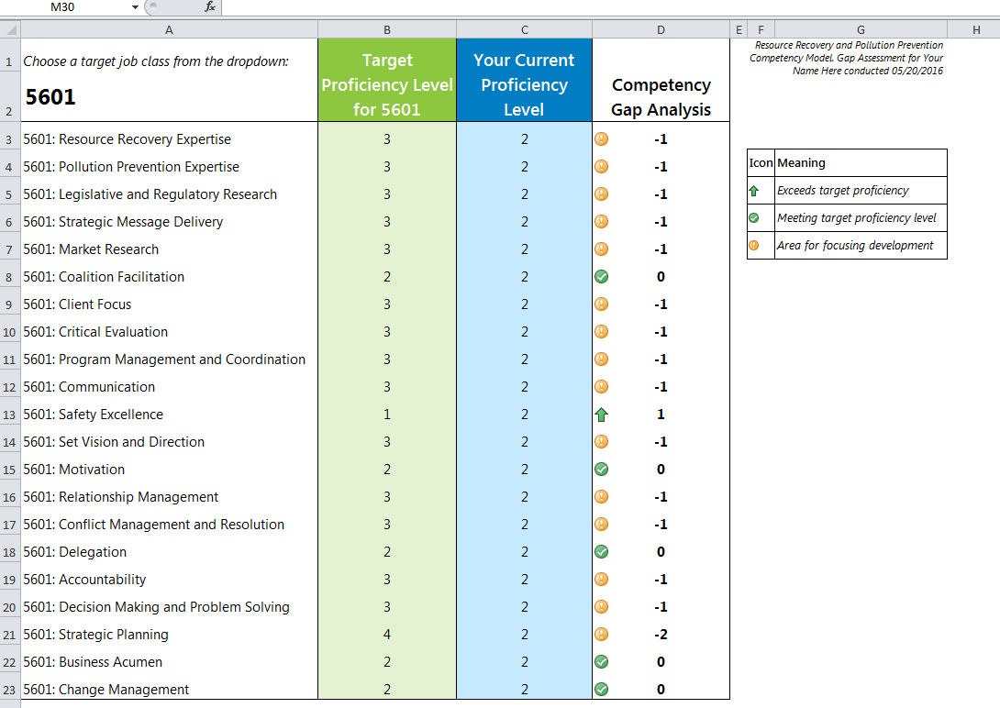 M30 fx
A B C D E F G H
1 Choose a target job class from the dropdown: Target Proficiency Level for 5601 Your Current Proficiency Level Competency Gap Analysis
2 5601
Resource Recovery and Pollution Prevention
Competency Model. Gap Assessment for Your
Name Here conducted 05/20/2016
3 5601: Resource Recovery Expertise 3 2 -1
4 5601: Pollution Prevention Expertise 3 2 -1 Icon Meaning
5 5601: Legislative and Regulatory Research 3 2 -1 Exceeds target proficiency
6 5601: Strategic Message Delivery 3 2 -1 Meeting target proficiency level
7 5601: Market Research 3 2 -1 Area for focusing development
8 5601: Coalition Facilitation 2 2 0
9 5601: Client Focus 3 2 -1
10 5601: Critical Evaluation 3 2 -1
11 5601: Program Management and Coordination 3 2 -1
12 5601: Communication 3 2 -1
13 5601: Safety Excellence 1 2 1
14 5601: Set Vision and Direction 3 2 -1
15 5601: Motivation 2 2 0
16 5601: Relationship Management 3 2 -1
17 5601: Conflict Management and Resolution 3 2 -1
18 5601: Delegation 2 2 0
19 5601: Accountability 3 2 -1
20 5601: Decision Making and Problem Solving 3 2 -1
21 5601: Strategic Planning 4 2 -2
22 5601: Business Acumen 2 2 0
23 5601: Change Management 2 2 0